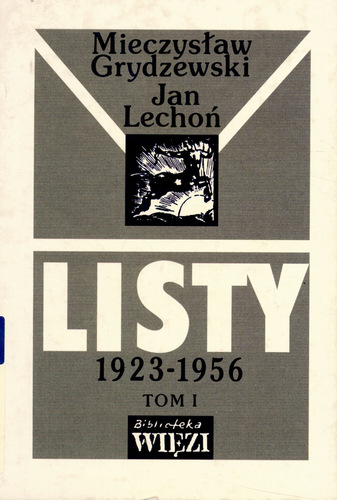 Mieczysław
Grydzewski
Jan
Lechoń
LISTY
1923-1956
TOM I
Biblioteka
WIĘZI